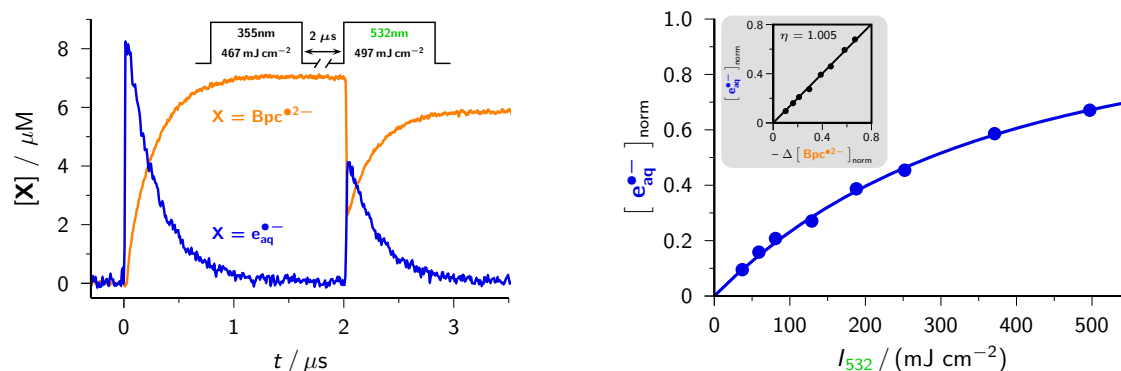 355nm
467 mJ cm−2
2 μs
532nm
497 mJ cm−2
X = Bpc•2−
X = eaq•−
[X] / μM
8
6
4
2
0
0
1
2
3
t / μs
η = 1.005
0.8
0.4
0
0
0.4
0.8
[ eaq•− ]norm
− Δ [ Bpc•2− ]norm
[ eaq•− ]norm
1
0.8
0.6
0.4
0.2
0.0
0
100
200
300
400
500
I532 / (mJ cm−2)